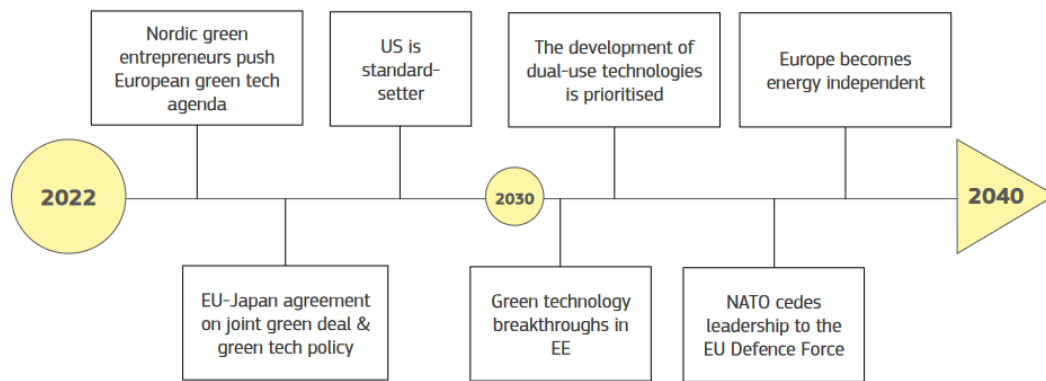 Nordic green
entrepreneurs push
European green tech
agenda
US is
standard-
setter
The development of
dual-use technologies
is prioritised
Europe becomes
energy independent
2022
2030
2040
EU-Japan agreement
on joint green deal &
green tech policy
Green technology
breakthroughs in
EE
NATO cedes
leadership to the
EU Defence Force